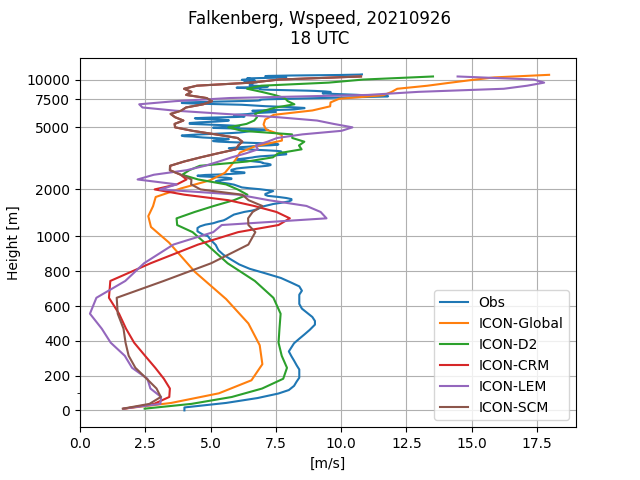 Falkenberg, Wspeed, 20210926
18 UTC
10000
7500
5000
2000
1000
800
600
400
200
0
Height [m]
Obs
ICON-Global
ICON-D2
ICON-CRM
ICON-LEM
ICON-SCM
0.0 2.5 5.0 7.5 10.0 12.5 15.0 17.5
[m/s]